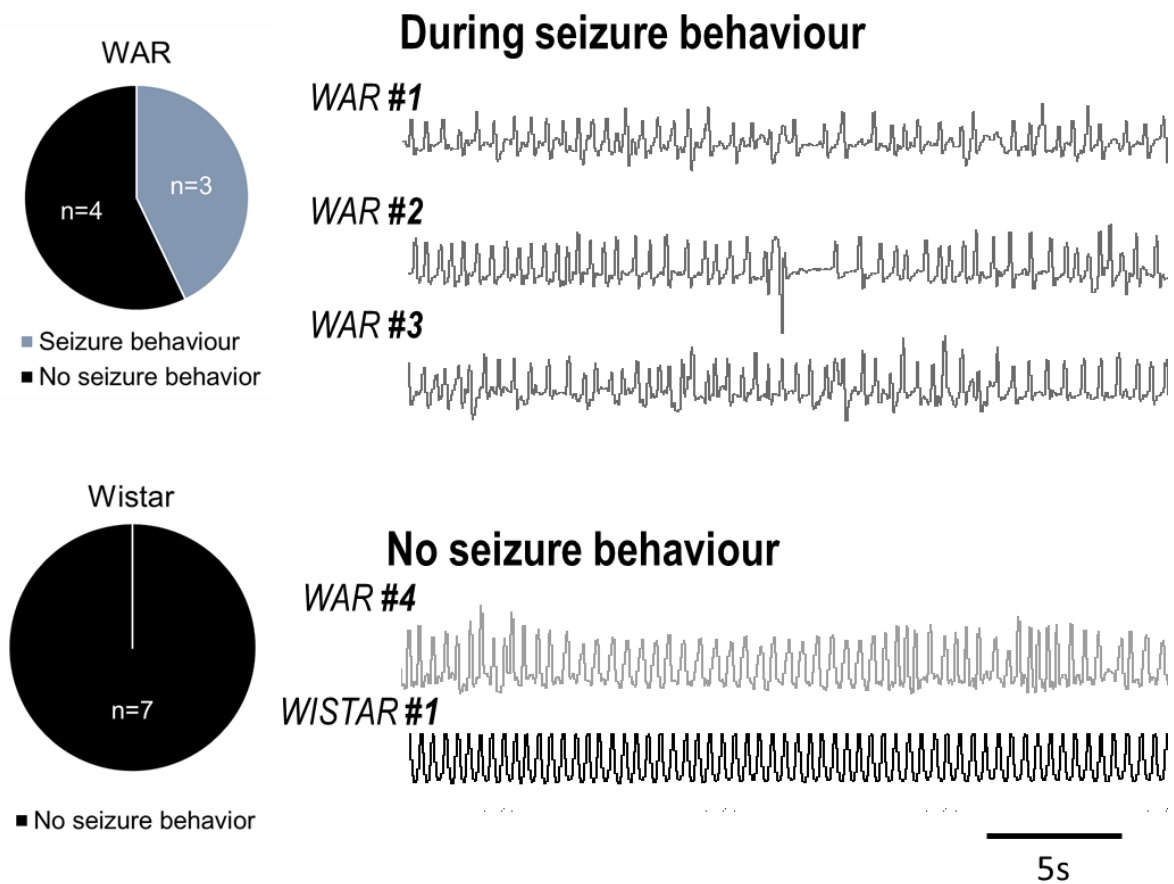 WAR
n=3
n=4
Seizure behaviour
No seizure behavior
During seizure behaviour
WAR #1
WAR #2
WAR #3
Wistar
n=7
No seizure behavior
No seizure behaviour
WAR #4
WISTAR #1
5s